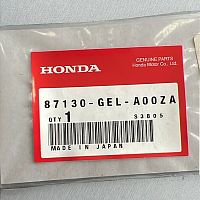 HONDA
GENUINE PARTS
Honda Motor Co., Ltd.
87130-GEL-A00ZA
QTY 1 S3805
MADE IN JAPAN